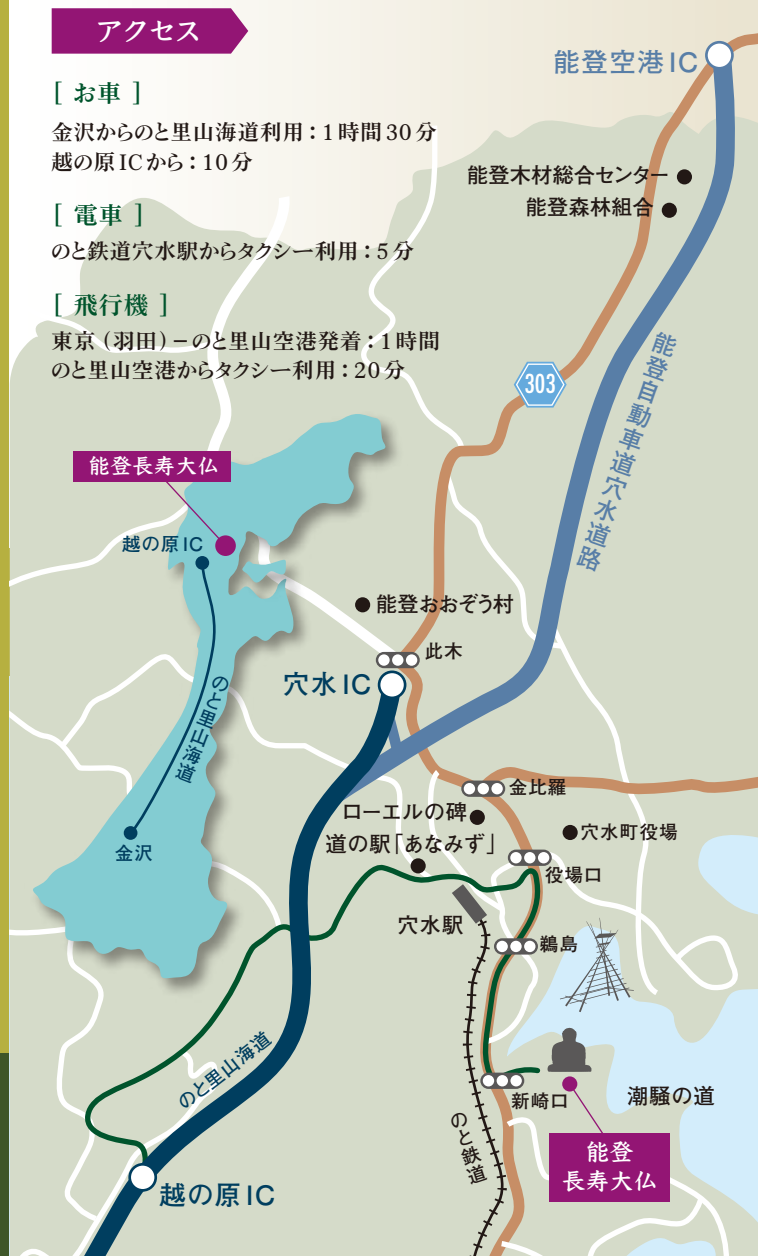 アクセス
[ お車 ]
金沢からのと里山海道利用：1時間30分
越の原ICから：10分
[ 電車 ]
のと鉄道穴水駅からタクシー利用：5分
[ 飛行機 ]
東京（羽田）−のと里山空港発着：1時間
のと里山空港からタクシー利用：20分
能登空港IC
能登木材総合センター
能登森林組合
303
能登自動車道穴水道路
能登長寿大仏
越の原IC
のと里山海道
金沢
能登おおぞう村
此木
穴水IC
金比羅
ローエルの碑
道の駅「あなみず」
穴水町役場
役場口
穴水駅
鵜島
のと里山海道
新崎口
潮騒の道
のと鉄道
能登
長寿大仏
越の原IC